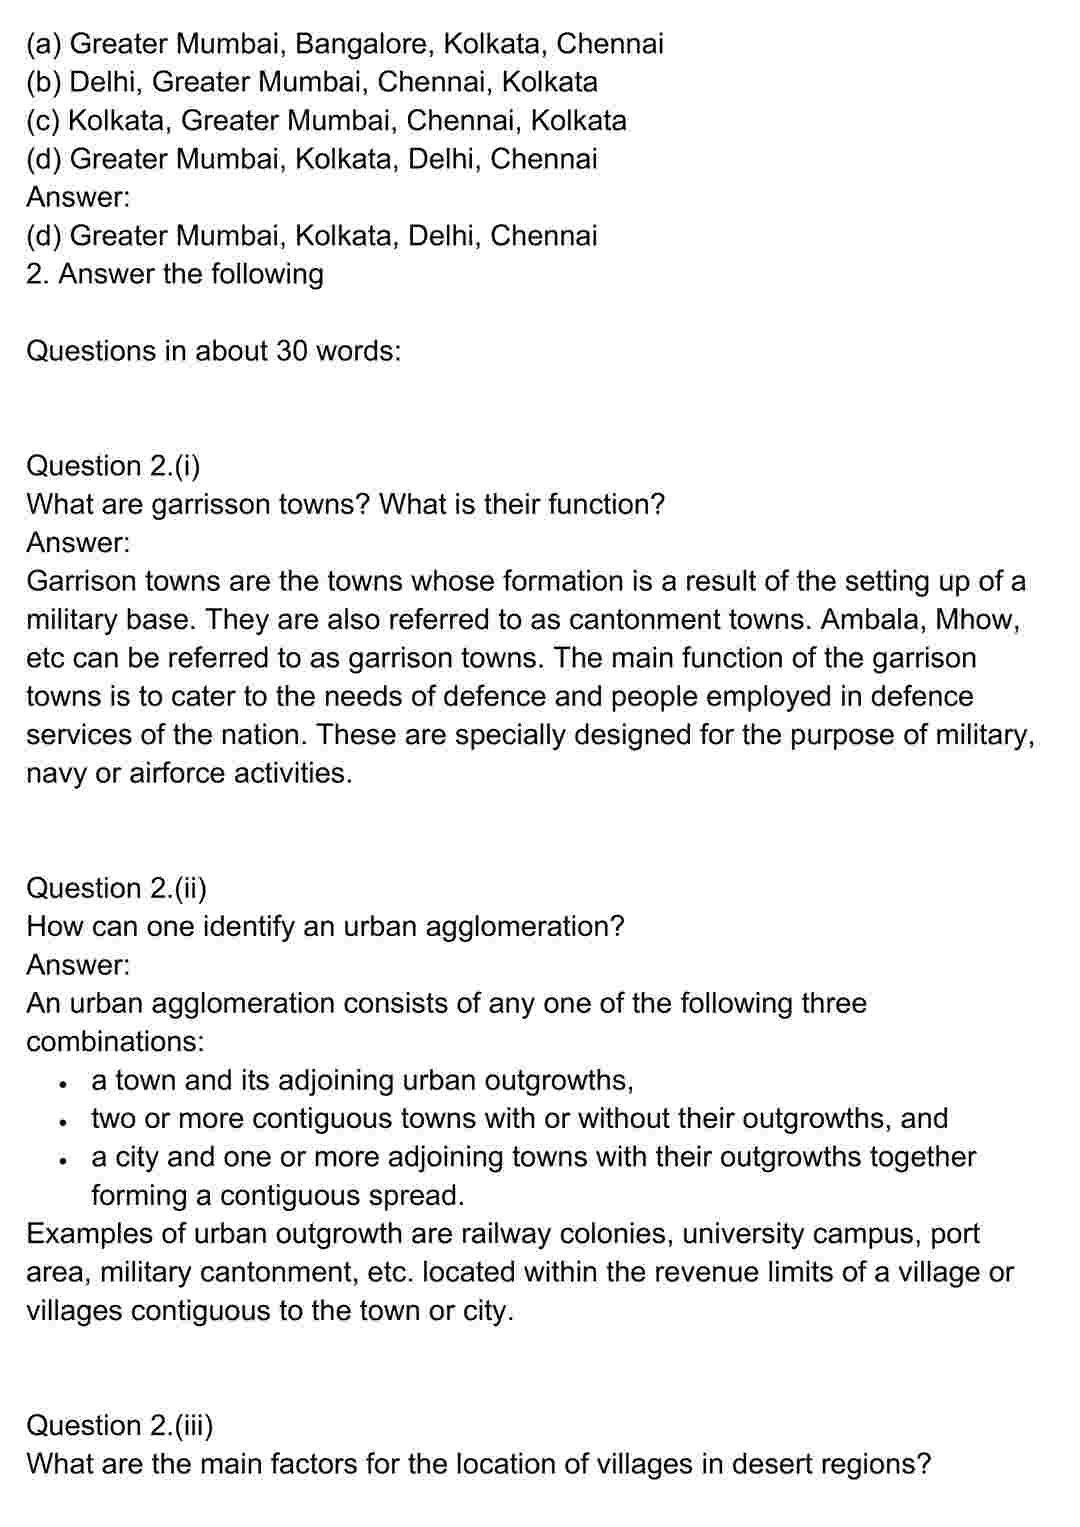 (a) Greater Mumbai, Bangalore, Kolkata, Chennai
(b) Delhi, Greater Mumbai, Chennai, Kolkata
(c) Kolkata, Greater Mumbai, Chennai, Kolkata
(d) Greater Mumbai, Kolkata, Delhi, Chennai
Answer:
(d) Greater Mumbai, Kolkata, Delhi, Chennai
2. Answer the following
Questions in about 30 words:
Question 2.(i)
What are garrisson towns? What is their function?
Answer:
Garrison towns are the towns whose formation is a result of the setting up of a
military base. They are also referred to as cantonment towns. Ambala, Mhow,
etc can be referred to as garrison towns. The main function of the garrison
towns is to cater to the needs of defence and people employed in defence
services of the nation. These are specially designed for the purpose of military,
navy or airforce activities.
Question 2.(ii)
How can one identify an urban agglomeration?
Answer:
An urban agglomeration consists of any one of the following three
combinations:
• a town and its adjoining urban outgrowths,
• two or more contiguous towns with or without their outgrowths, and
• a city and one or more adjoining towns with their outgrowths together
forming a contiguous spread.
Examples of urban outgrowth are railway colonies, university campus, port
area, military cantonment, etc. located within the revenue limits of a village or
villages contiguous to the town or city.
Question 2.(iii)
What are the main factors for the location of villages in desert regions?